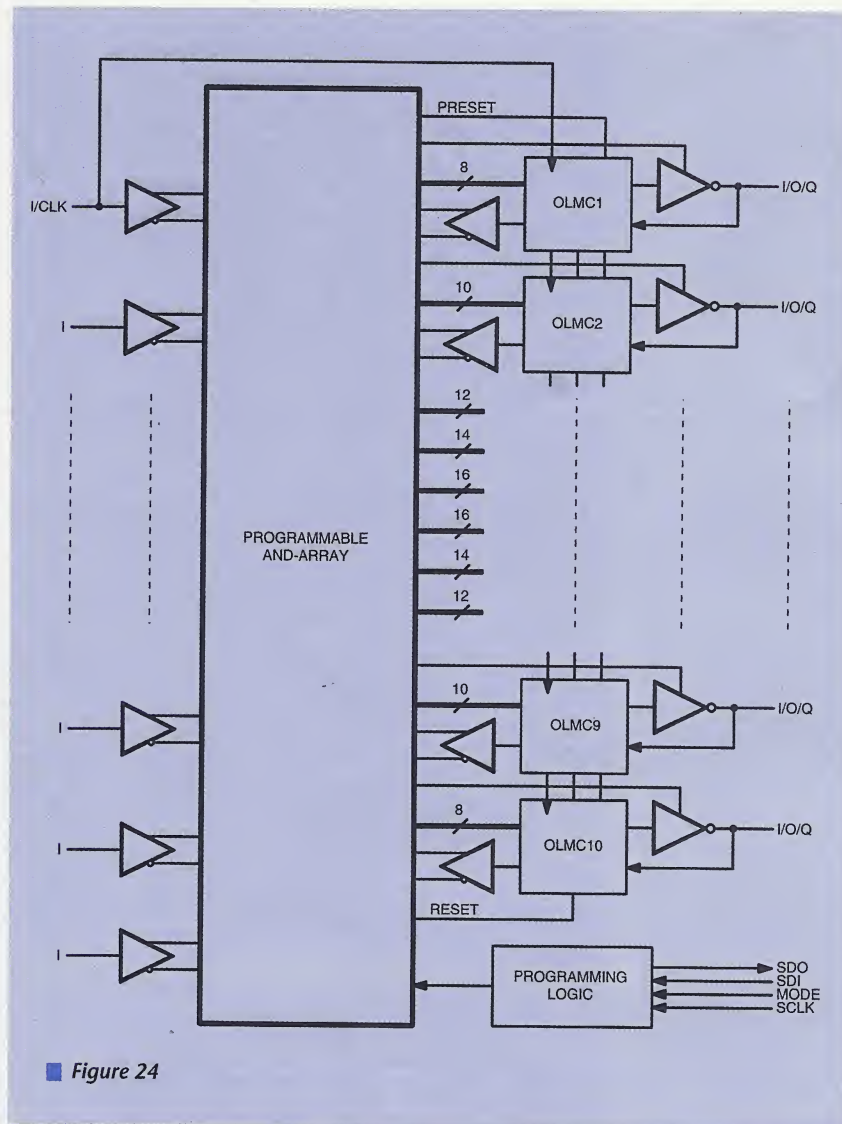 PRESET
8
I/CLK
OLMC1
I/O/Q
10
I
OLMC2
I/O/Q
12
14
16
16
14
12
PROGRAMMABLE
AND-ARRAY
10
I
OLMC9
I/O/Q
8
I
OLMC10
I/O/Q
RESET
I
PROGRAMMING
LOGIC
SDO
SDI
MODE
SCLK
Figure 24